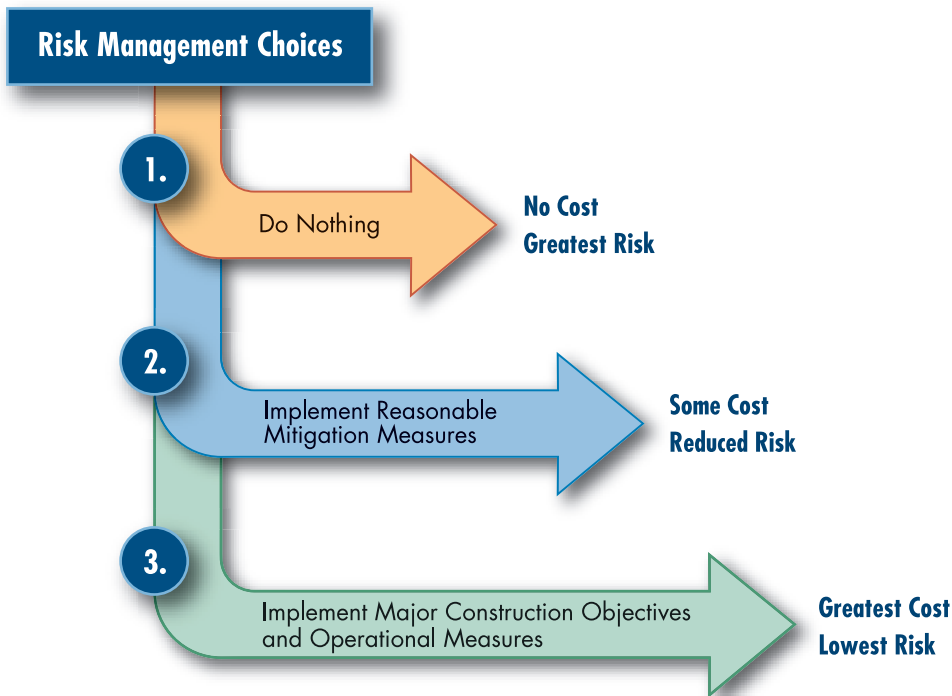 Risk Management Choices
1.
Do Nothing
No Cost
Greatest Risk
2.
Implement Reasonable
Mitigation Measures
Some Cost
Reduced Risk
3.
Implement Major Construction Objectives
and Operational Measures
Greatest Cost
Lowest Risk